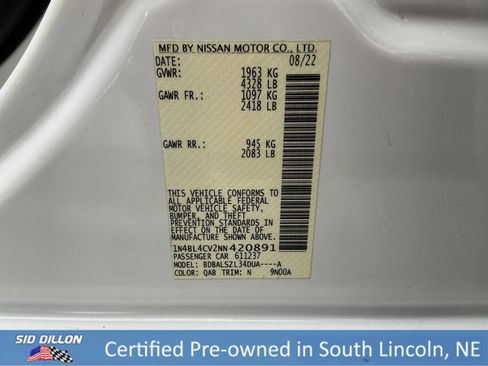 MFD BY NISSAN MOTOR CO., LTD.
DATE: 08/22
GVWR: 1963 KG
4328 LB
GAWR FR.: 1097 KG
2418 LB
GAWR RR.: 945 KG
2083 LB
THIS VEHICLE CONFORMS TO
ALL APPLICABLE FEDERAL
MOTOR VEHICLE SAFETY,
BUMPER, AND THEFT
PREVENTION STANDARDS
IN EFFECT ON THE DATE OF
MANUFACTURE SHOWN ABOVE.
1N4BL4CV2NN420891
PASSENGER CAR 611237
MODEL: BDBALSZL34DUA----A
COLOR: QAB TRIM: N 9N00A
SID DILLON
Certified Pre-owned in South Lincoln, NE